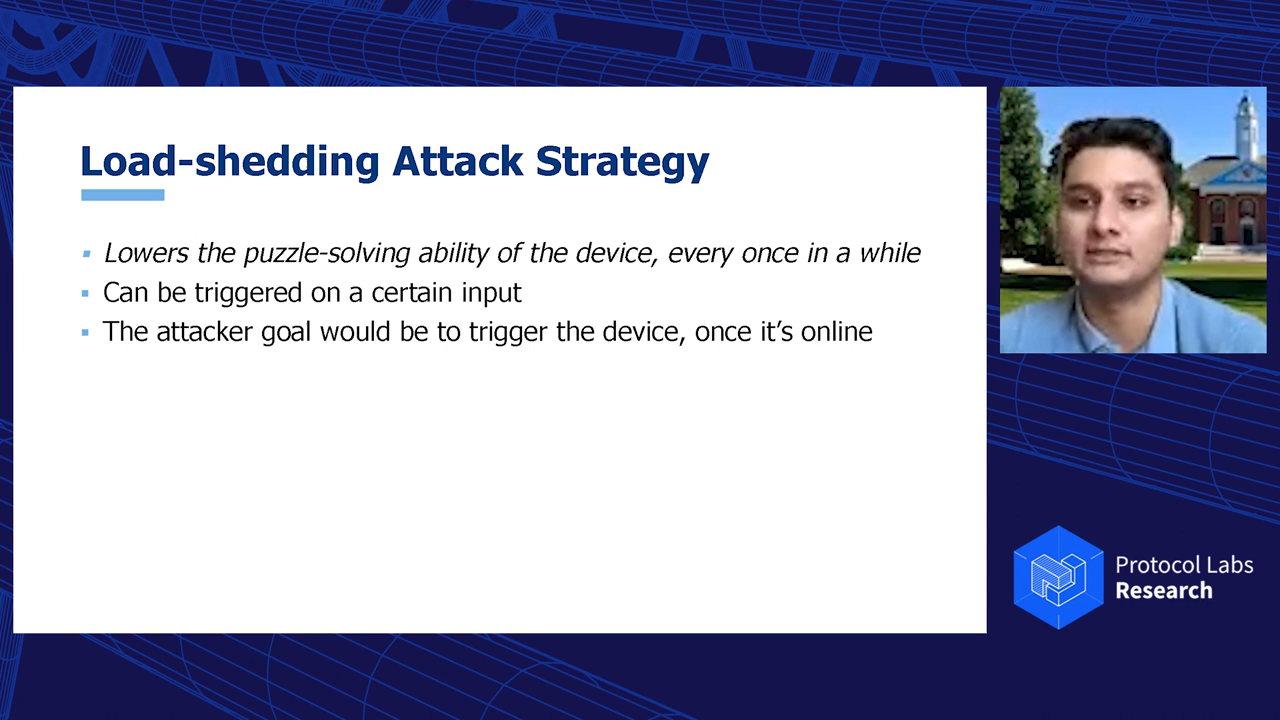 Load-shedding Attack Strategy
Lowers the puzzle-solving ability of the device, every once in a while
Can be triggered on a certain input
The attacker goal would be to trigger the device, once it’s online
Protocol Labs
Research